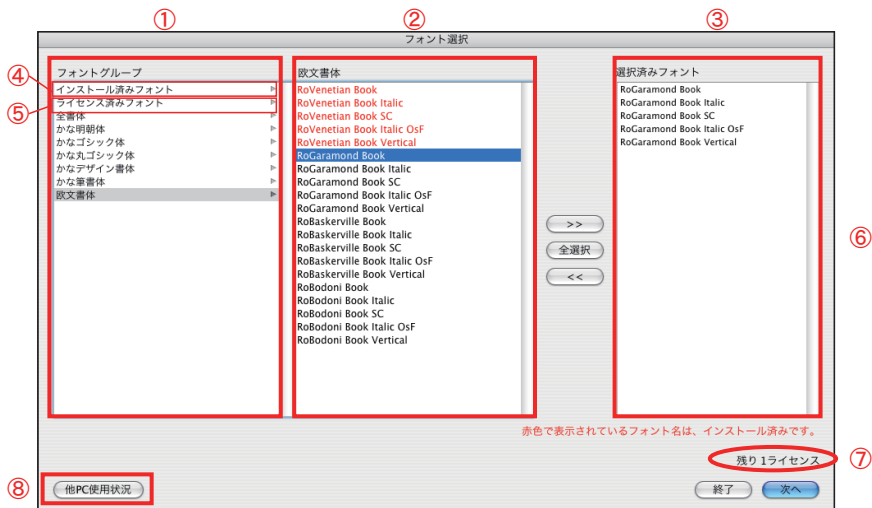 ① ② ③
フォント選択
④
⑤
フォントグループ
インストール済みフォント
ライセンス済みフォント
全書体
かな明朝体
かなゴシック体
かな丸ゴシック体
かなデザイン書体
かな筆書体
欧文書体
欧文書体
RoVenetian Book
RoVenetian Book Italic
RoVenetian Book SC
RoVenetian Book Italic OsF
RoVenetian Book Vertical
RoGaramond Book
RoGaramond Book Italic
RoGaramond Book SC
RoGaramond Book Italic OsF
RoGaramond Book Vertical
RoBaskerville Book
RoBaskerville Book Italic
RoBaskerville Book SC
RoBaskerville Book Italic OsF
RoBaskerville Book Vertical
RoBodoni Book
RoBodoni Book Italic
RoBodoni Book SC
RoBodoni Book Italic OsF
RoBodoni Book Vertical
>>
全選択
<<
選択済みフォント
RoGaramond Book
RoGaramond Book Italic
RoGaramond Book SC
RoGaramond Book Italic OsF
RoGaramond Book Vertical
⑥
赤色で表示されているフォント名は、インストール済みです。
残り 1ライセンス
⑦
⑧
他PC使用状況
終了
次へ